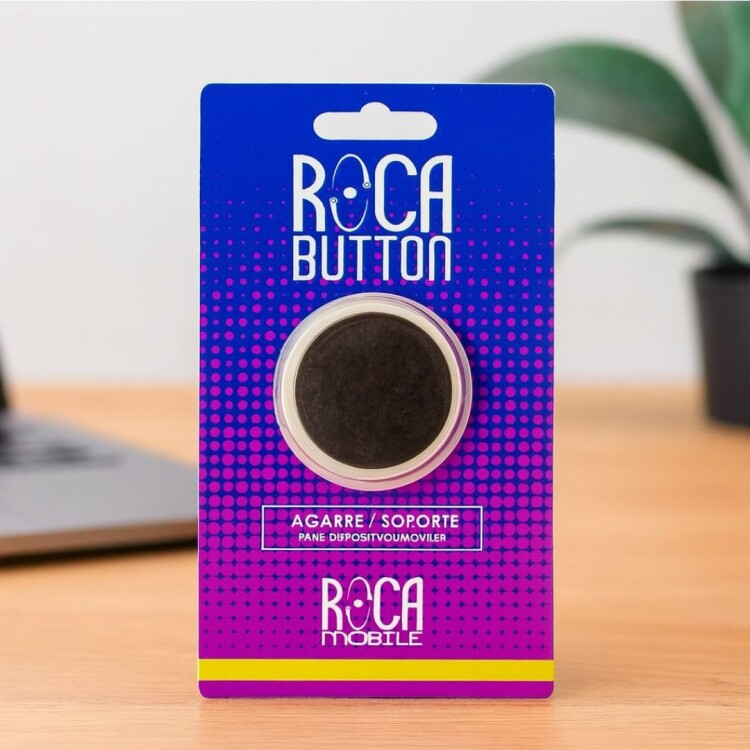 ROCA
BUTTON
AGARRE / SOPORTE
PANE DISPOSITVOUMOVILER
ROCA
MOBILE